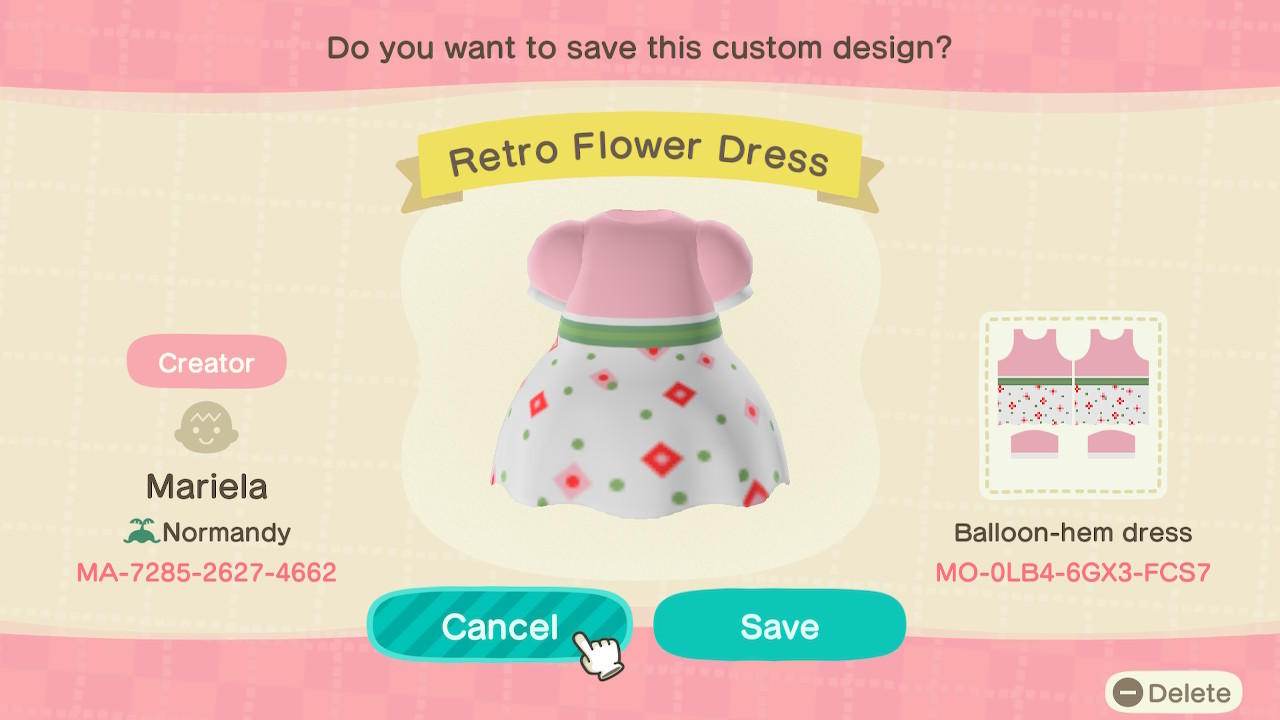 Do you want to save this custom design?
Retro Flower Dress
Creator
Mariela
Normandy
MA-7285-2627-4662
Balloon-hem dress
MO-0LB4-6GX3-FCS7
Cancel
Save
Delete